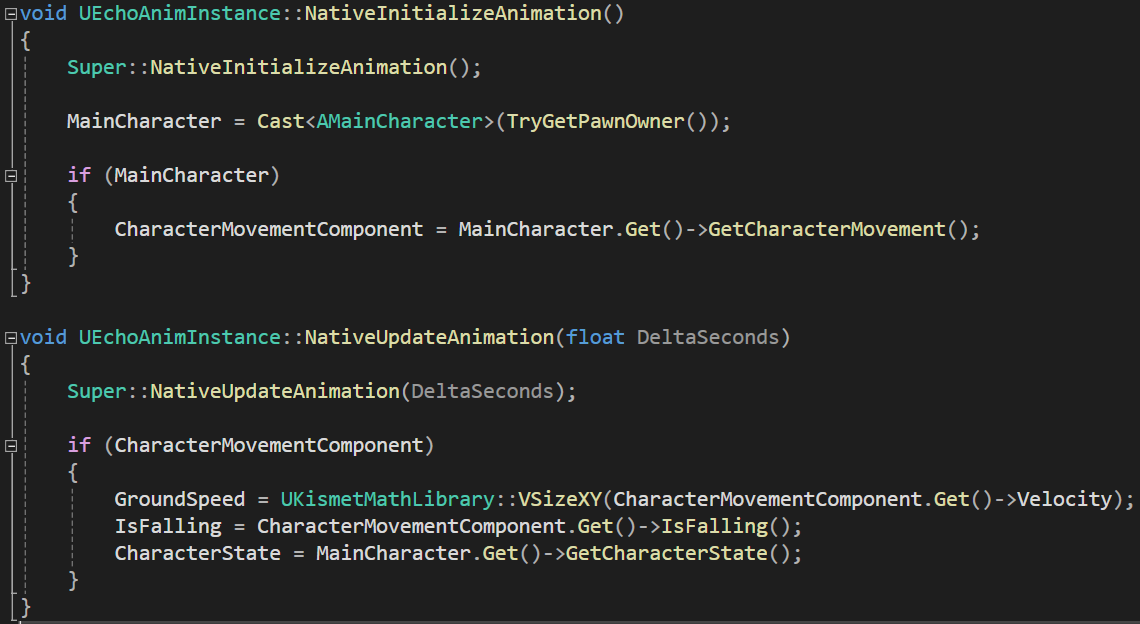 void UEchoAnimInstance::NativeInitializeAnimation()
{
    Super::NativeInitializeAnimation();

    MainCharacter = Cast<AMainCharacter>(TryGetPawnOwner());

    if (MainCharacter)
    {
        CharacterMovementComponent = MainCharacter.Get()->GetCharacterMovement();
    }
}

void UEchoAnimInstance::NativeUpdateAnimation(float DeltaSeconds)
{
    Super::NativeUpdateAnimation(DeltaSeconds);

    if (CharacterMovementComponent)
    {
        GroundSpeed = UKismetMathLibrary::VSizeXY(CharacterMovementComponent.Get()->Velocity);
        IsFalling = CharacterMovementComponent.Get()->IsFalling();
        CharacterState = MainCharacter.Get()->GetCharacterState();
    }
}